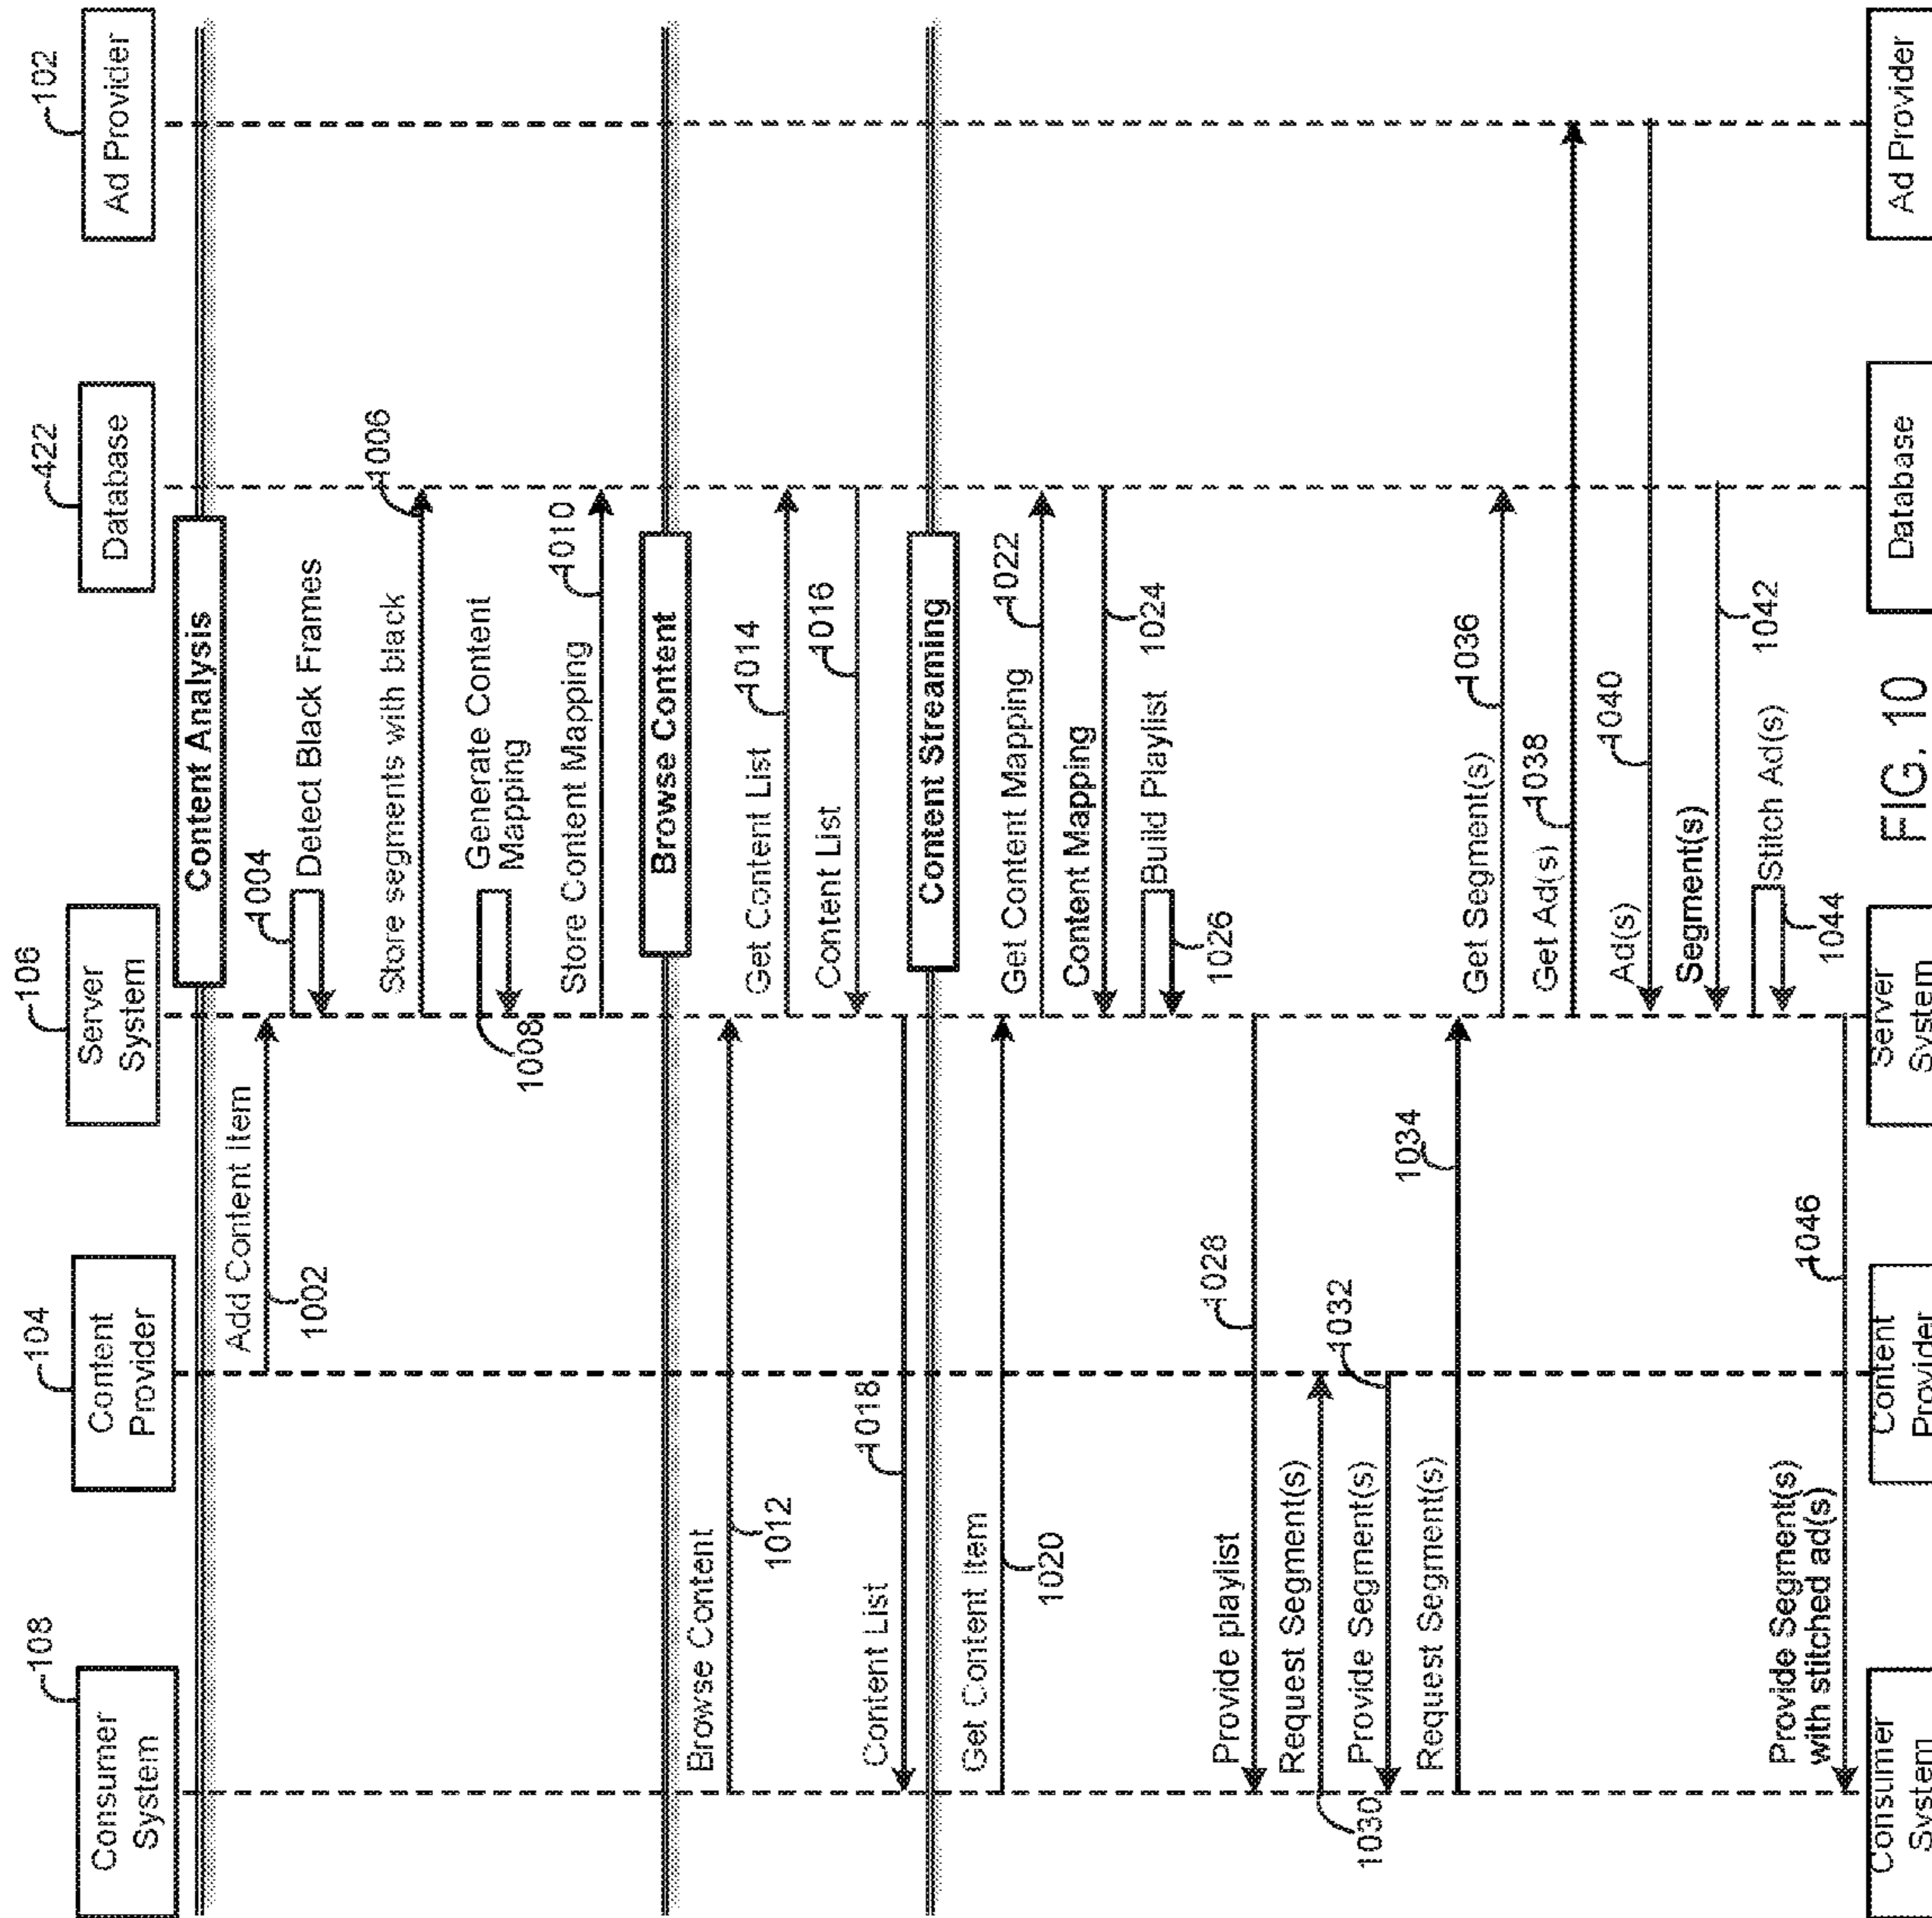 108
Consumer
System
104
Content
Provider
106
Server
System
422
Database
102
Ad Provider
Content Analysis
Add Content item
1002
1004
Detect Black Frames
Store segments with black
1006
Generate Content
Mapping
1008
Store Content Mapping
1010
Browse Content
Browse Content
1012
Get Content List
1014
Content List
1016
Content List
1018
Content Streaming
Get Content item
1020
Get Content Mapping
1022
Content Mapping
1024
Build Playlist
1026
Provide playlist
1028
Request Segment(s)
1030
Provide Segment(s)
1032
Request Segment(s)
1034
Get Segment(s)
1036
Get Ad(s)
1038
Ad(s)
1040
Segment(s)
1042
Stitch Ad(s)
1044
Provide Segment(s)
with stitched ad(s)
1046
Consumer
System
Content
Provider
Server
System
Database
Ad Provider
FIG. 10